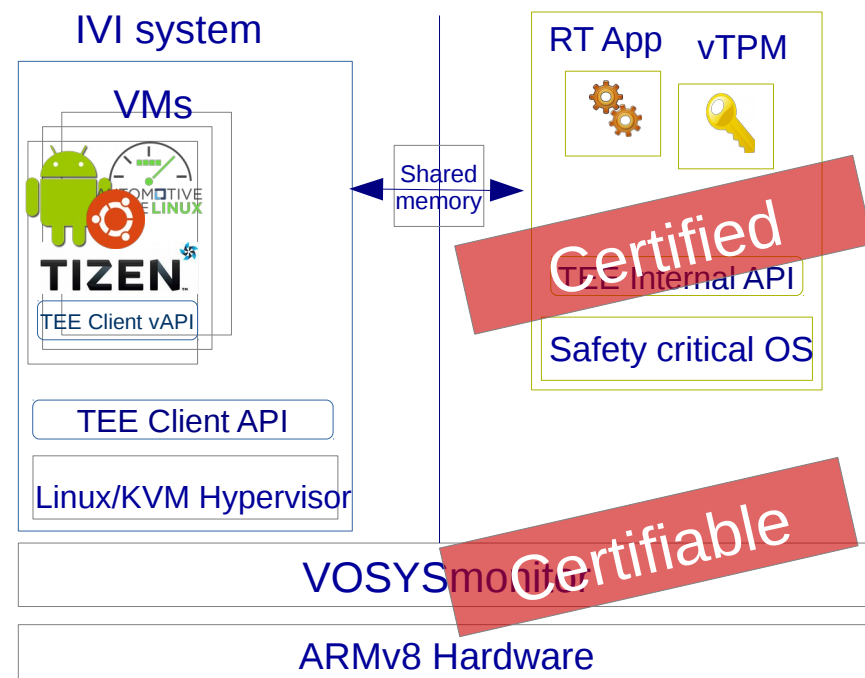 IVI system
VMs
AUTOMOTIVE
LINUX
TIZEN
TEE Client vAPI
TEE Client API
Linux/KVM Hypervisor
Shared
memory
RT App
vTPM
Certified
TEE Internal API
Safety critical OS
Certifiable
VOSYSmonitor
ARMv8 Hardware